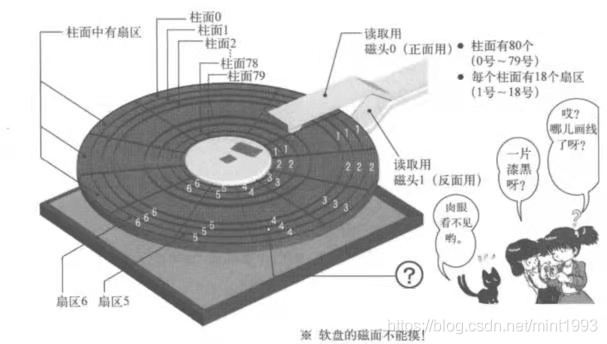 柱面0
柱面1
柱面2
柱面78
柱面79
柱面中有扇区
读取用
磁头0（正面用）
● 柱面有80个
（0号～79号）
● 每个柱面有18个扇区
（1号～18号）
读取用
磁头1（反面用）
哎？
哪儿画线
了呀？
一片
漆黑
呀？
肉眼
看不见
哟。
?
1 1 1 1 1
2 2 2 2 2
3 3 3 3 3
4 4 4 4 4
5 5 5 5 5
6 6 6 6 6
扇区6
扇区5
?
※ 软盘的磁面不能摸！
https://blog.csdn.net/mint1993